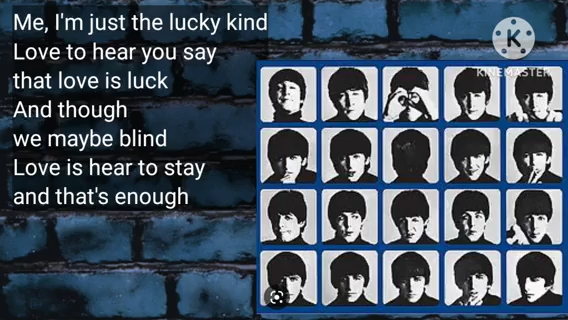 Me, I'm just the lucky kind
Love to hear you say
that love is luck
And though
we maybe blind
Love is hear to stay
and that's enough
K
KINEMASTER